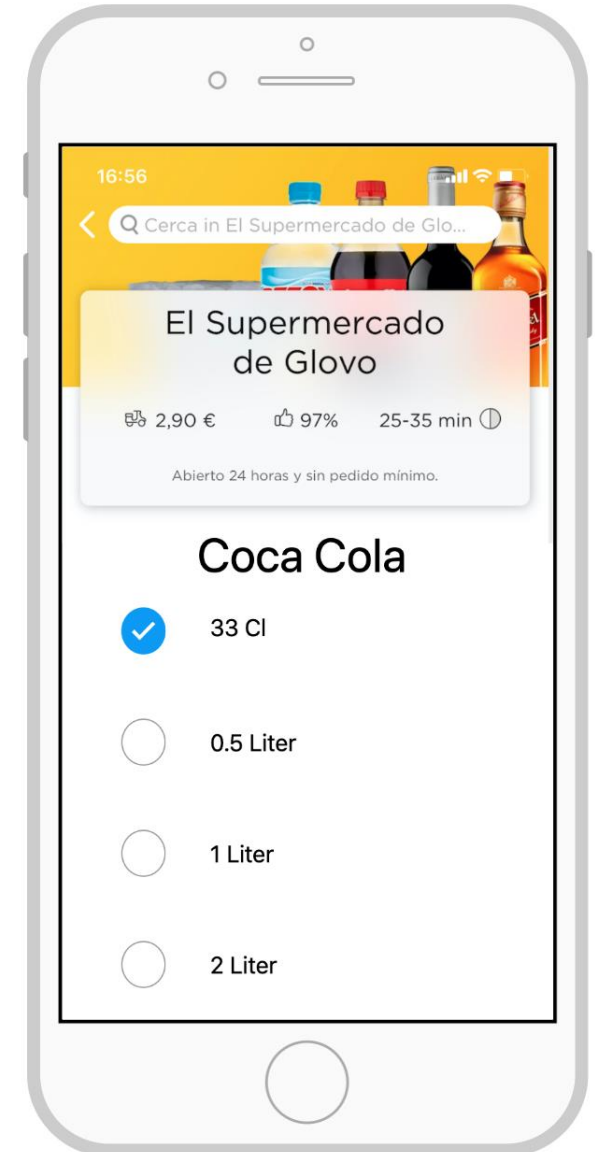 16:56
Cerca in El Supermercado de Glo...
El Supermercado
de Glovo
2,90 €
97%
25-35 min
Abierto 24 horas y sin pedido mínimo.
Coca Cola
33 Cl
0.5 Liter
1 Liter
2 Liter